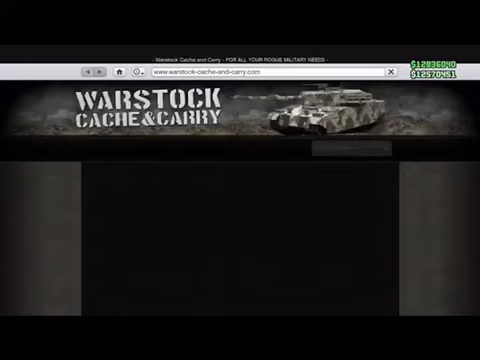 - Warstock Cache and Carry - FOR ALL YOUR ROGUE MILITARY NEEDS -
www.warstock-cache-and-carry.com
$12836040
$12570451
WARSTOCK
CACHE&CARRY